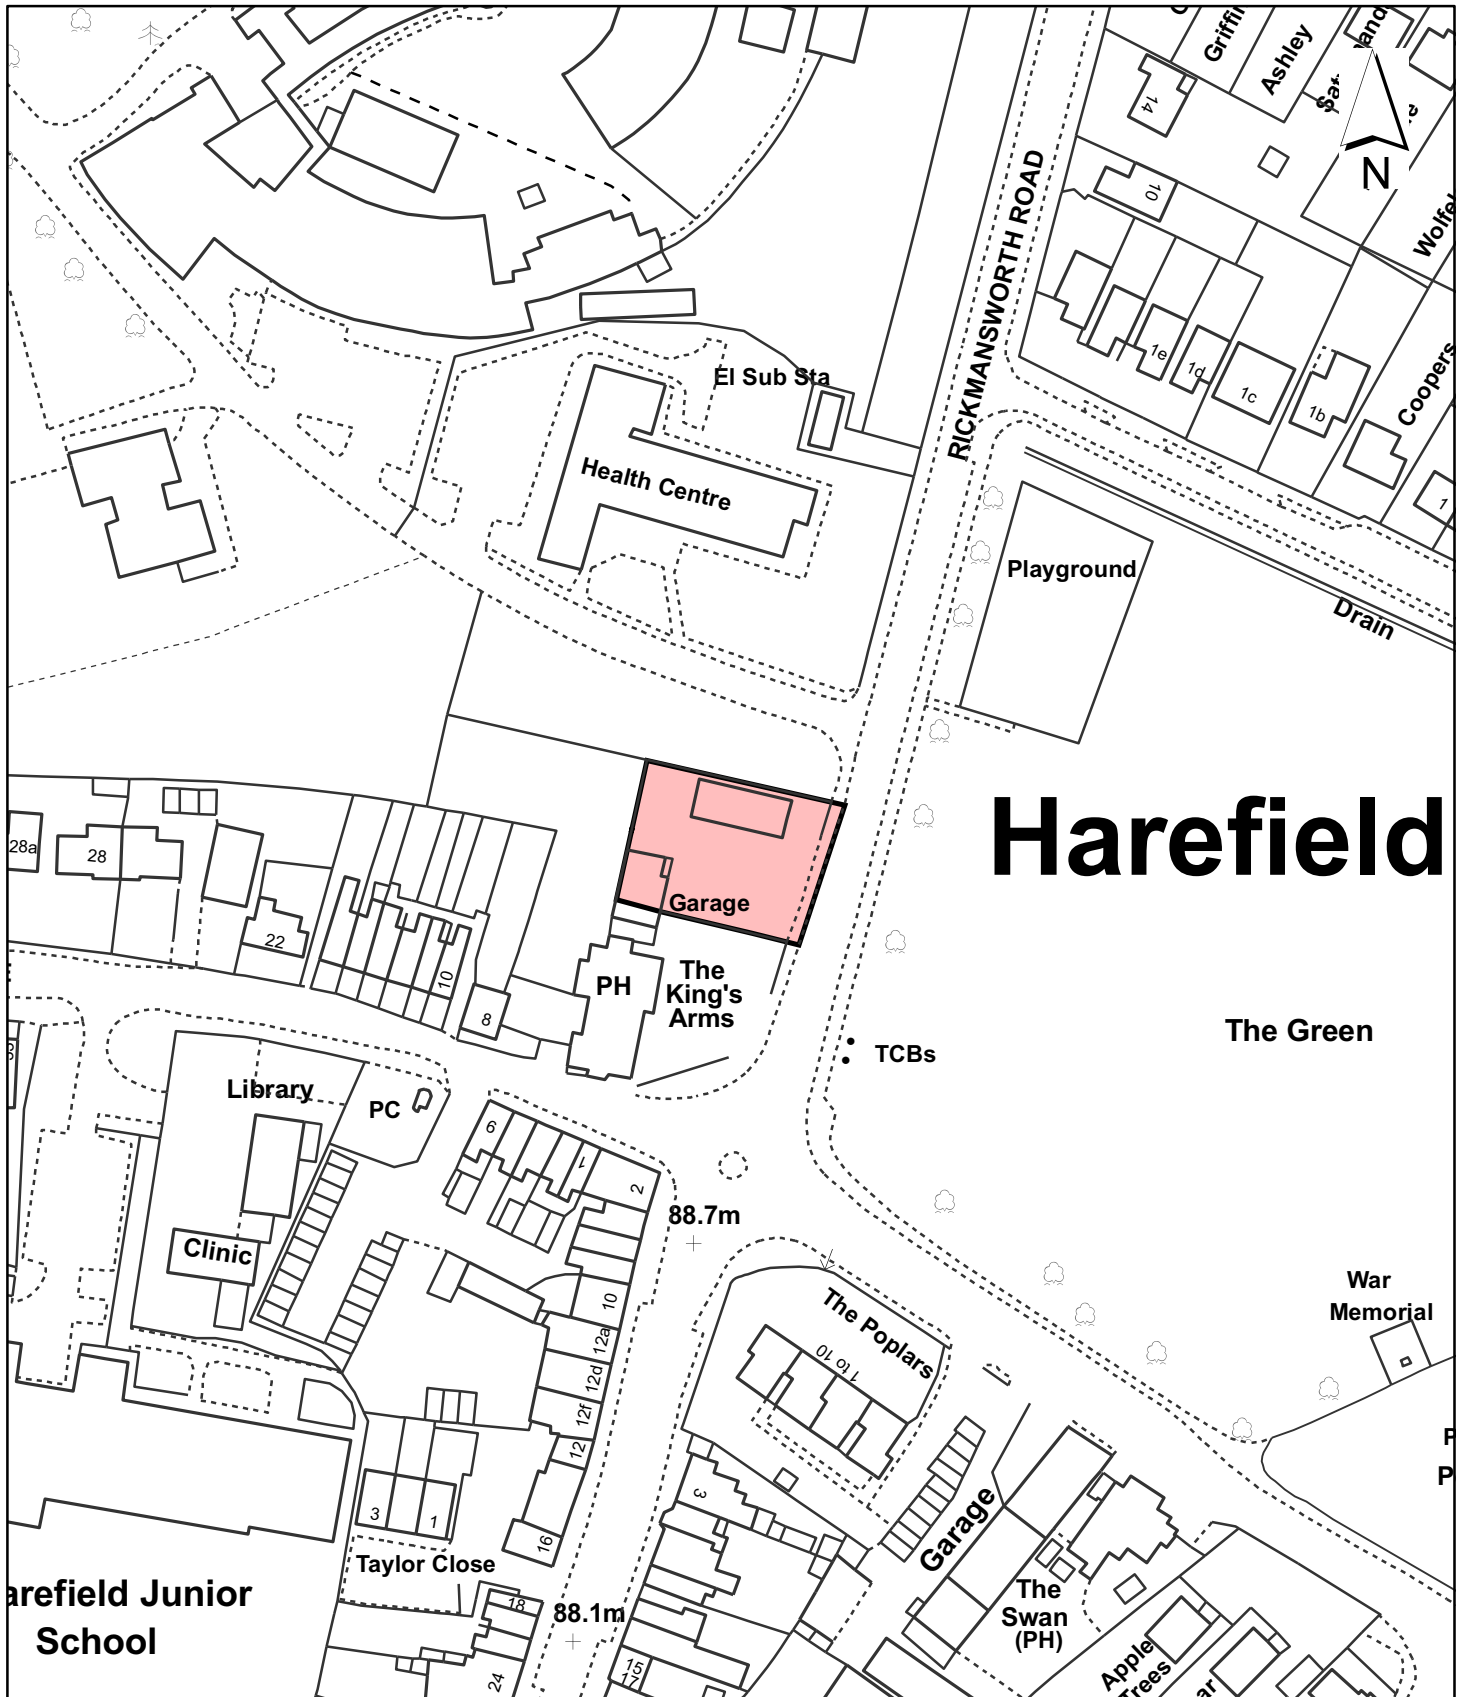 Griffi
Ashley
14
N
10
RICKMANSWORTH ROAD
Wolfe
El Sub Sta
1e
1d
1c
1b
Coopers
1
Health Centre
Playground
Drain
Harefield
28a
28
22
10
8
Garage
PH
The
King's
Arms
The Green
TCBs
Library
PC
6
1
2
88.7m
Clinic
10
12a
12d
12f
12
16
War
Memorial
The Poplars
1 to 10
3
3
1
Taylor Close
Garage
The
Swan
(PH)
Apple
Trees
ar
arefield Junior
School
18
88.1m
24
15
17
P
P